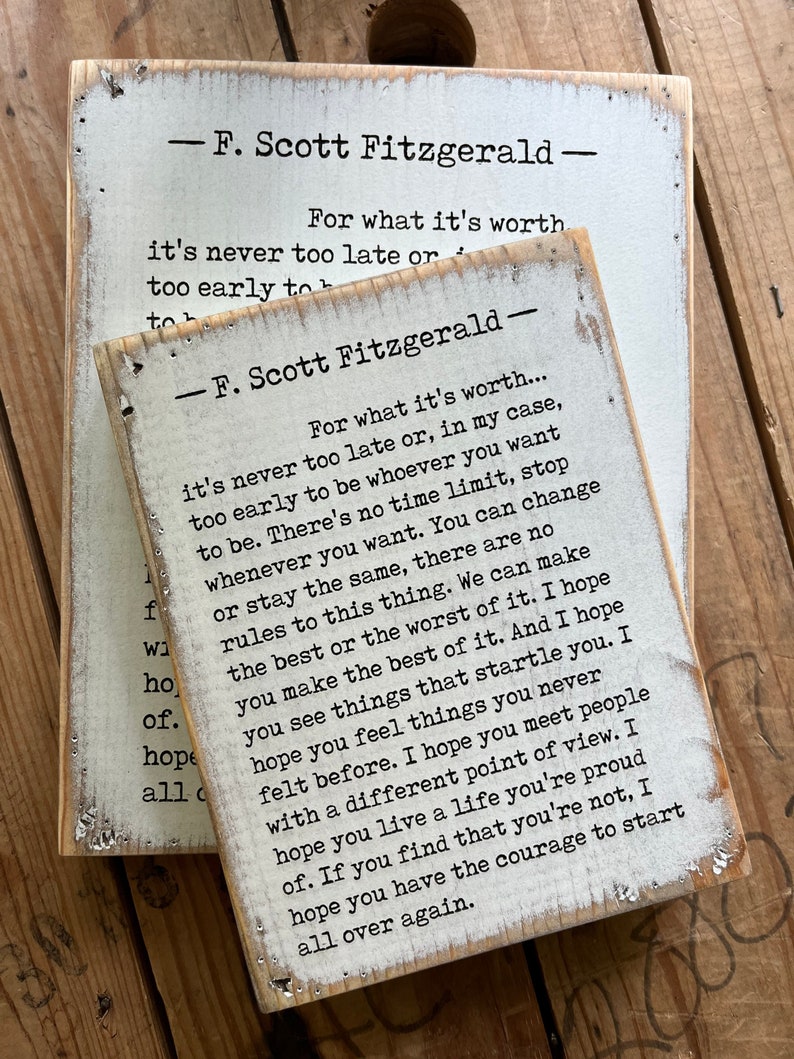 — F. Scott Fitzgerald —
For what it's worth
it's never too late or,
too early to
to
f
hop
of.
hope
all
— F. Scott Fitzgerald —
For what it's worth...
it's never too late or, in my case,
too early to be whoever you want
to be. There's no time limit, stop
whenever you want. You can change
or stay the same, there are no
rules to this thing. We can make
the best or the worst of it. I hope
you make the best of it. And I hope
you see things that startle you. I
hope you feel things you never
felt before. I hope you meet people
with a different point of view. I
hope you live a life you're proud
of. If you find that you're not, I
hope you have the courage to start
all over again.